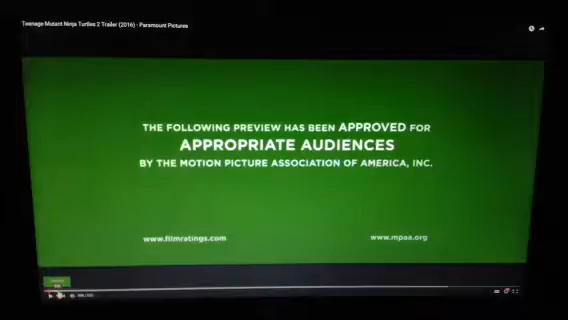 Teenage Mutant Ninja Turtles 2 Trailer (2016) - Paramount Pictures
THE FOLLOWING PREVIEW HAS BEEN APPROVED FOR
APPROPRIATE AUDIENCES
BY THE MOTION PICTURE ASSOCIATION OF AMERICA, INC.
www.filmratings.com www.mpaa.org